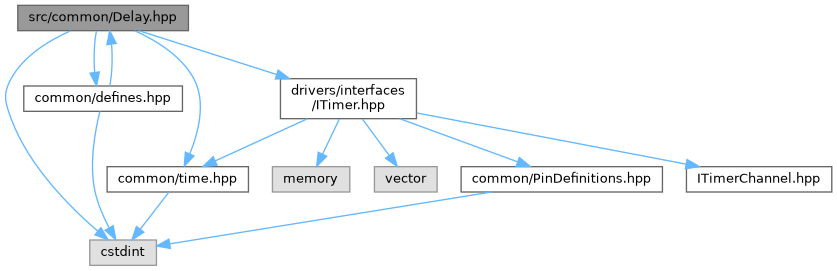 src/common/Delay.hpp
common/defines.hpp
drivers/interfaces
/ITimer.hpp
common/time.hpp
memory
vector
common/PinDefinitions.hpp
ITimerChannel.hpp
cstdint